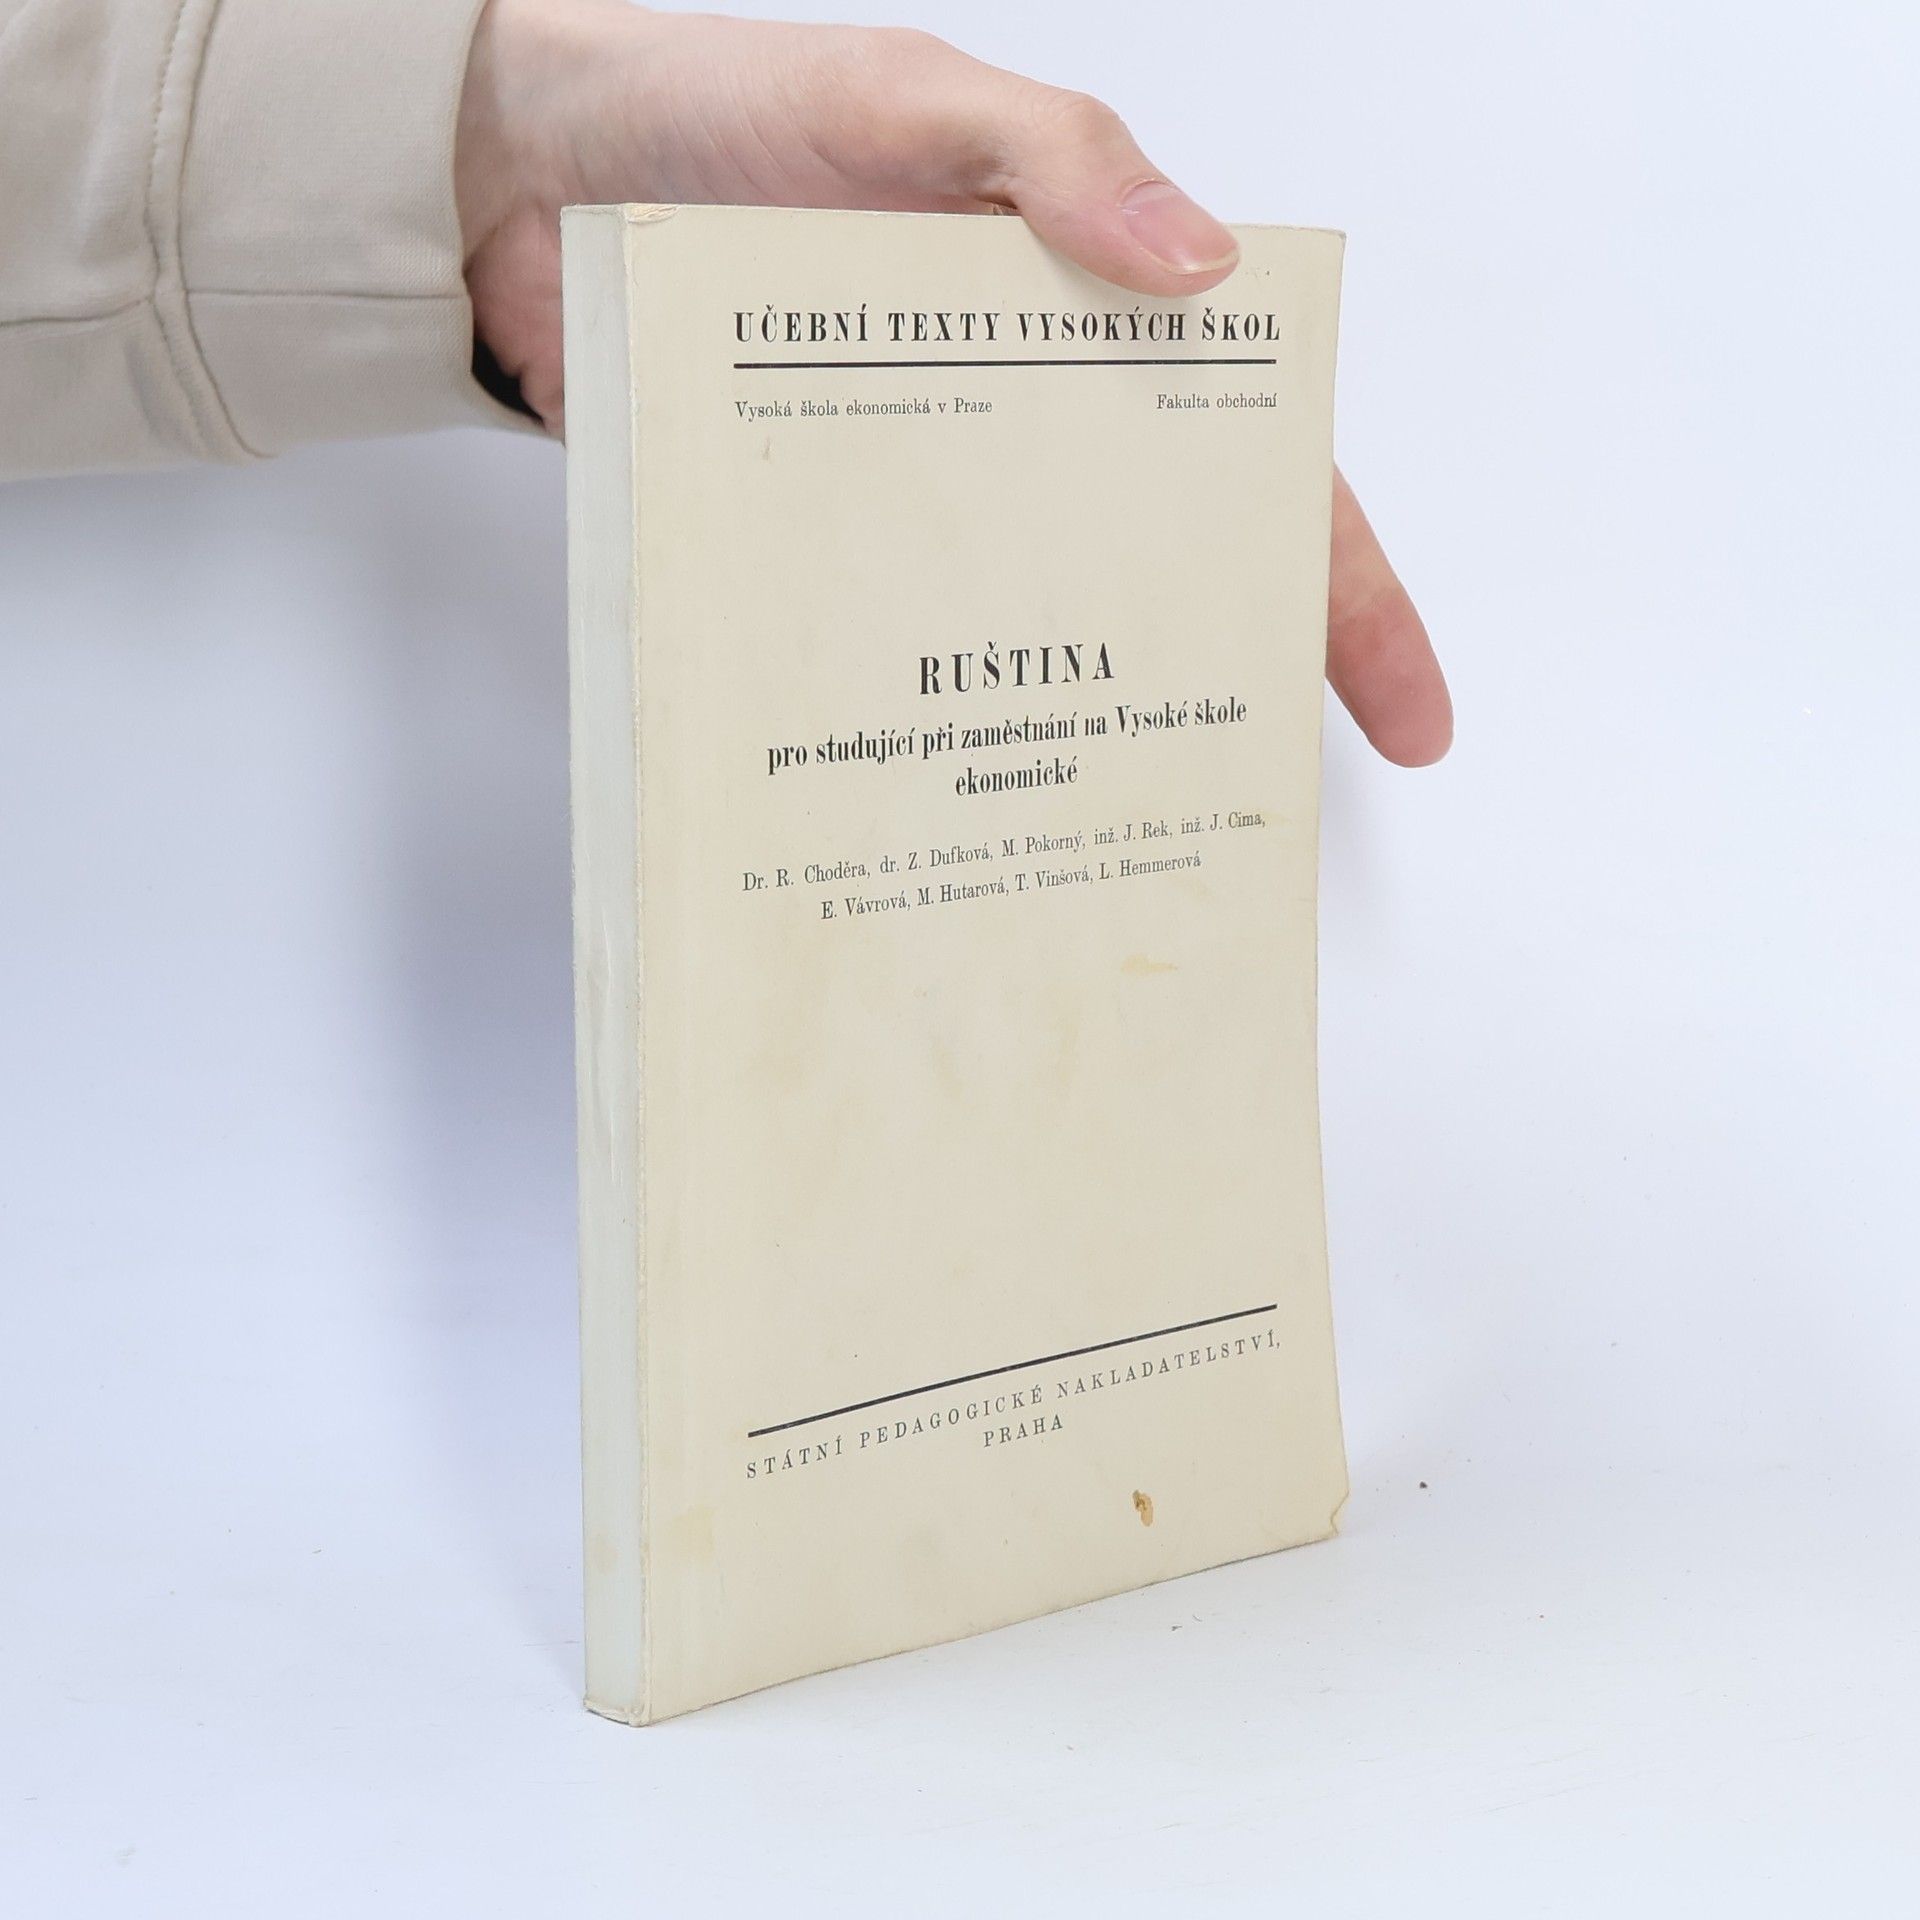 UČEBNÍ TEXTY VYSOKÝCH ŠKOL
Vysoká škola ekonomická v Praze Fakulta obchodní
RUŠTINA
pro studující při zaměstnání na Vysoké škole
ekonomické
Dr. R. Choděra, dr. Z. Dufková, M. Pokorný, inž. J. Rek, inž. J. Cima,
E. Vávrová, M. Hutarová, T. Vinšová, L. Hemmerová
STÁTNÍ PEDAGOGICKÉ NAKLADATELSTVÍ,
PRAHA